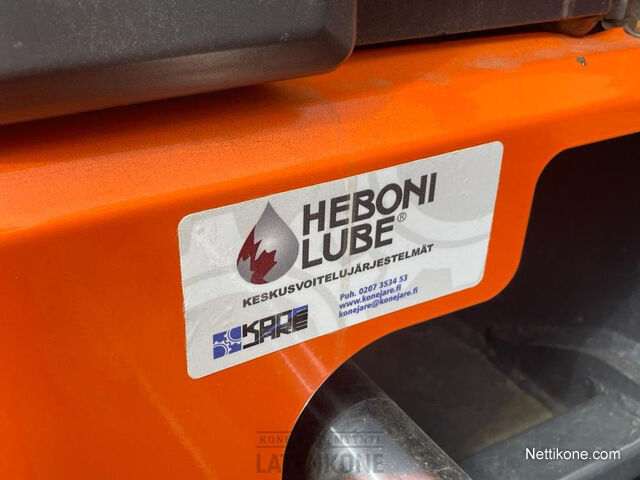 HEBONI
LUBE®
KESKUSVOITELUJÄRJESTELMÄT
KONE
JARE
Puh. 0207 3534 53
www.konejare.fi
konejare@konejare.fi
Nettikone.com